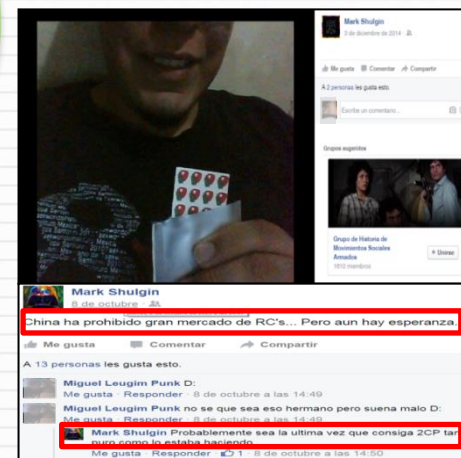 Mark Shulgin
3 de diciembre de 2014
Me gusta Comentar Compartir
A 2 personas les gusta esto.
Escribe un comentario...
Grupos sugeridos
Grupo de Historia de
Movimientos Sociales
Armados
1810 miembros
+ Unirse
Mark Shulgin
8 de octubre
China ha prohibido gran mercado de RC's... Pero aun hay esperanza.
Me gusta Comentar Compartir
A 13 personas les gusta esto.
Miguel Leugim Punk D:
Me gusta · Responder · 8 de octubre a las 14:49
Miguel Leugim Punk no se que sea eso hermano pero suena malo D:
Me gusta · Responder · 8 de octubre a las 14:49
Mark Shulgin Probablemente sea la ultima vez que consiga 2CP tan
puro como lo estaba haciendo
Me gusta · Responder · 1 · 8 de octubre a las 14:50